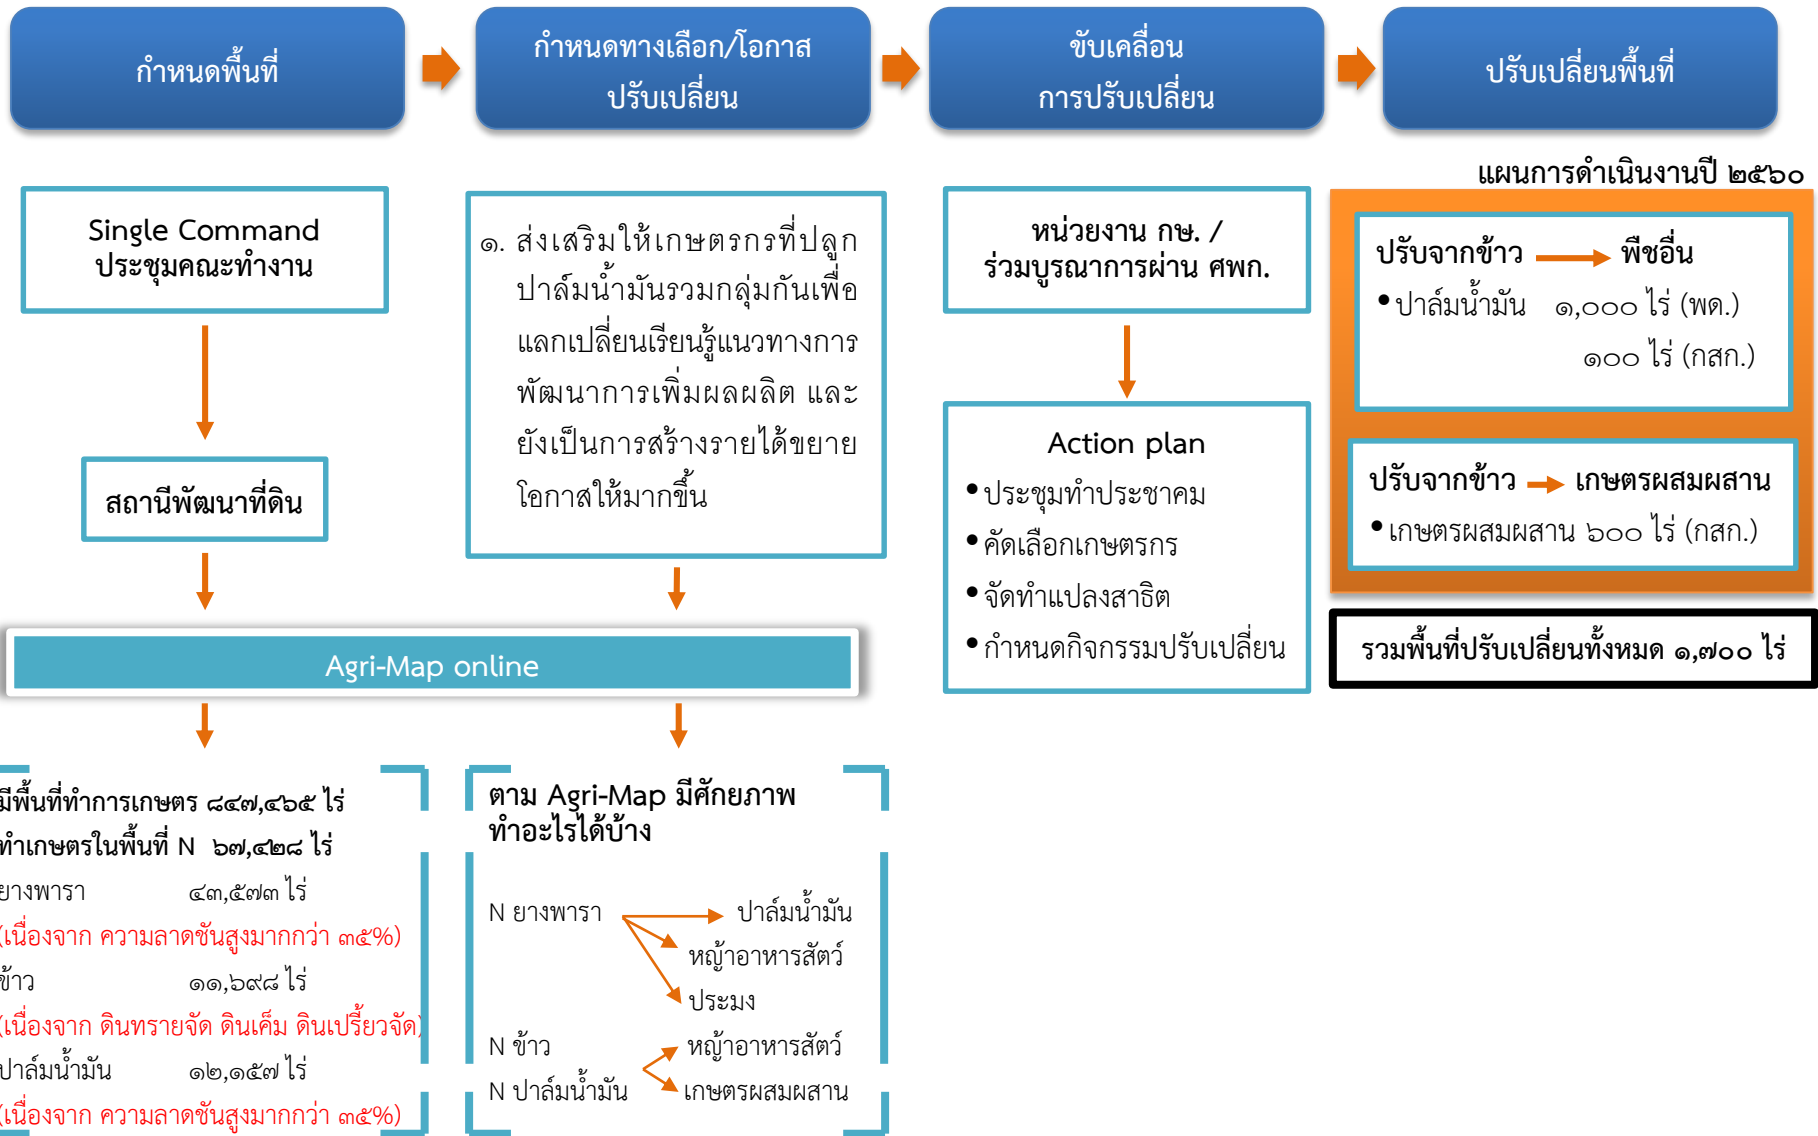 กำหนดพื้นที่
กำหนดทางเลือก/โอกาส
ปรับเปลี่ยน
ขับเคลื่อน
การปรับเปลี่ยน
ปรับเปลี่ยนพื้นที่
Single Command
ประชุมคณะทำงาน
สถานีพัฒนาที่ดิน
๑. ส่งเสริมให้เกษตรกรที่ปลูก
ปาล์มน้ำมันรวมกลุ่มกันเพื่อ
แลกเปลี่ยนเรียนรู้แนวทางการ
พัฒนาการเพิ่มผลผลิต และ
ยังเป็นการสร้างรายได้ขยาย
โอกาสให้มากขึ้น
Agri-Map online
มีพื้นที่ทำการเกษตร ๘๔๗,๔๖๕ ไร่
ทำเกษตรในพื้นที่ N ๖๗,๔๒๘ ไร่
ยางพารา ๔๓,๕๗๓ ไร่
(เนื่องจาก ความลาดชันสูงมากกว่า ๓๕%)
ข้าว ๑๑,๖๙๘ ไร่
(เนื่องจาก ดินทรายจัด ดินเค็ม ดินเปรี้ยวจัด)
ปาล์มน้ำมัน ๑๒,๑๕๗ ไร่
(เนื่องจาก ความลาดชันสูงมากกว่า ๓๕%)
ตาม Agri-Map มีศักยภาพ
ทำอะไรได้บ้าง
N ยางพารา ปาล์มน้ำมัน
หญ้าอาหารสัตว์
ประมง
N ข้าว หญ้าอาหารสัตว์
N ปาล์มน้ำมัน เกษตรผสมผสาน
หน่วยงาน กษ. /
ร่วมบูรณาการผ่าน ศพก.
Action plan
•ประชุมทำประชาคม
•คัดเลือกเกษตรกร
•จัดทำแปลงสาธิต
•กำหนดกิจกรรมปรับเปลี่ยน
แผนการดำเนินงานปี ๒๕๖๐
ปรับจากข้าว พืชอื่น
•ปาล์มน้ำมัน ๑,๐๐๐ ไร่ (พด.)
๑๐๐ ไร่ (กสก.)
ปรับจากข้าว เกษตรผสมผสาน
•เกษตรผสมผสาน ๖๐๐ ไร่ (กสก.)
รวมพื้นที่ปรับเปลี่ยนทั้งหมด ๑,๗๐๐ ไร่